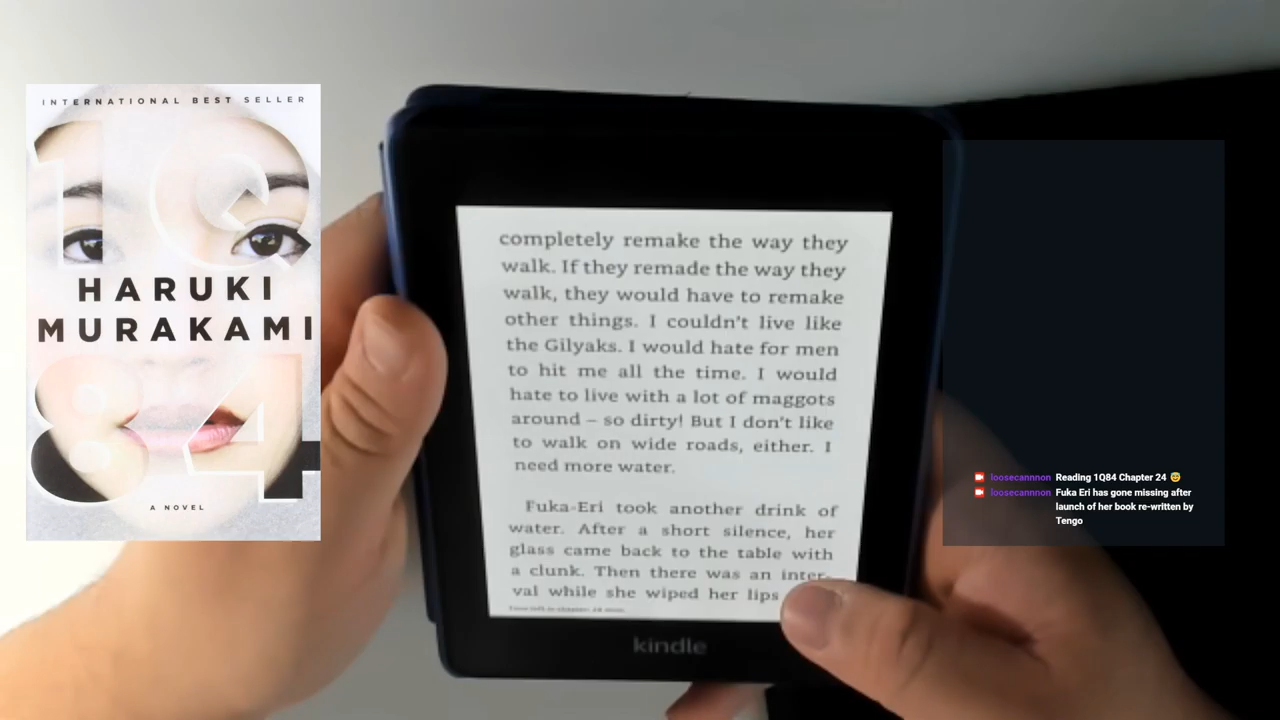 INTERNATIONAL BEST SELLER
1Q
HARUKI
MURAKAMI
84
A NOVEL
completely remake the way they
walk. If they remade the way they
walk, they would have to remake
other things. I couldn't live like
the Gilyaks. I would hate for men
to hit me all the time. I would
hate to live with a lot of maggots
around – so dirty! But I don't like
to walk on wide roads, either. I
need more water.
Fuka-Eri took another drink of
water. After a short silence, her
glass came back to the table with
a clunk. Then there was an inter-
val while she wiped her lips
kindle
loosecannnon Reading 1Q84 Chapter 24 😎
loosecannnon Fuka Eri has gone missing after
launch of her book re-written by
Tengo